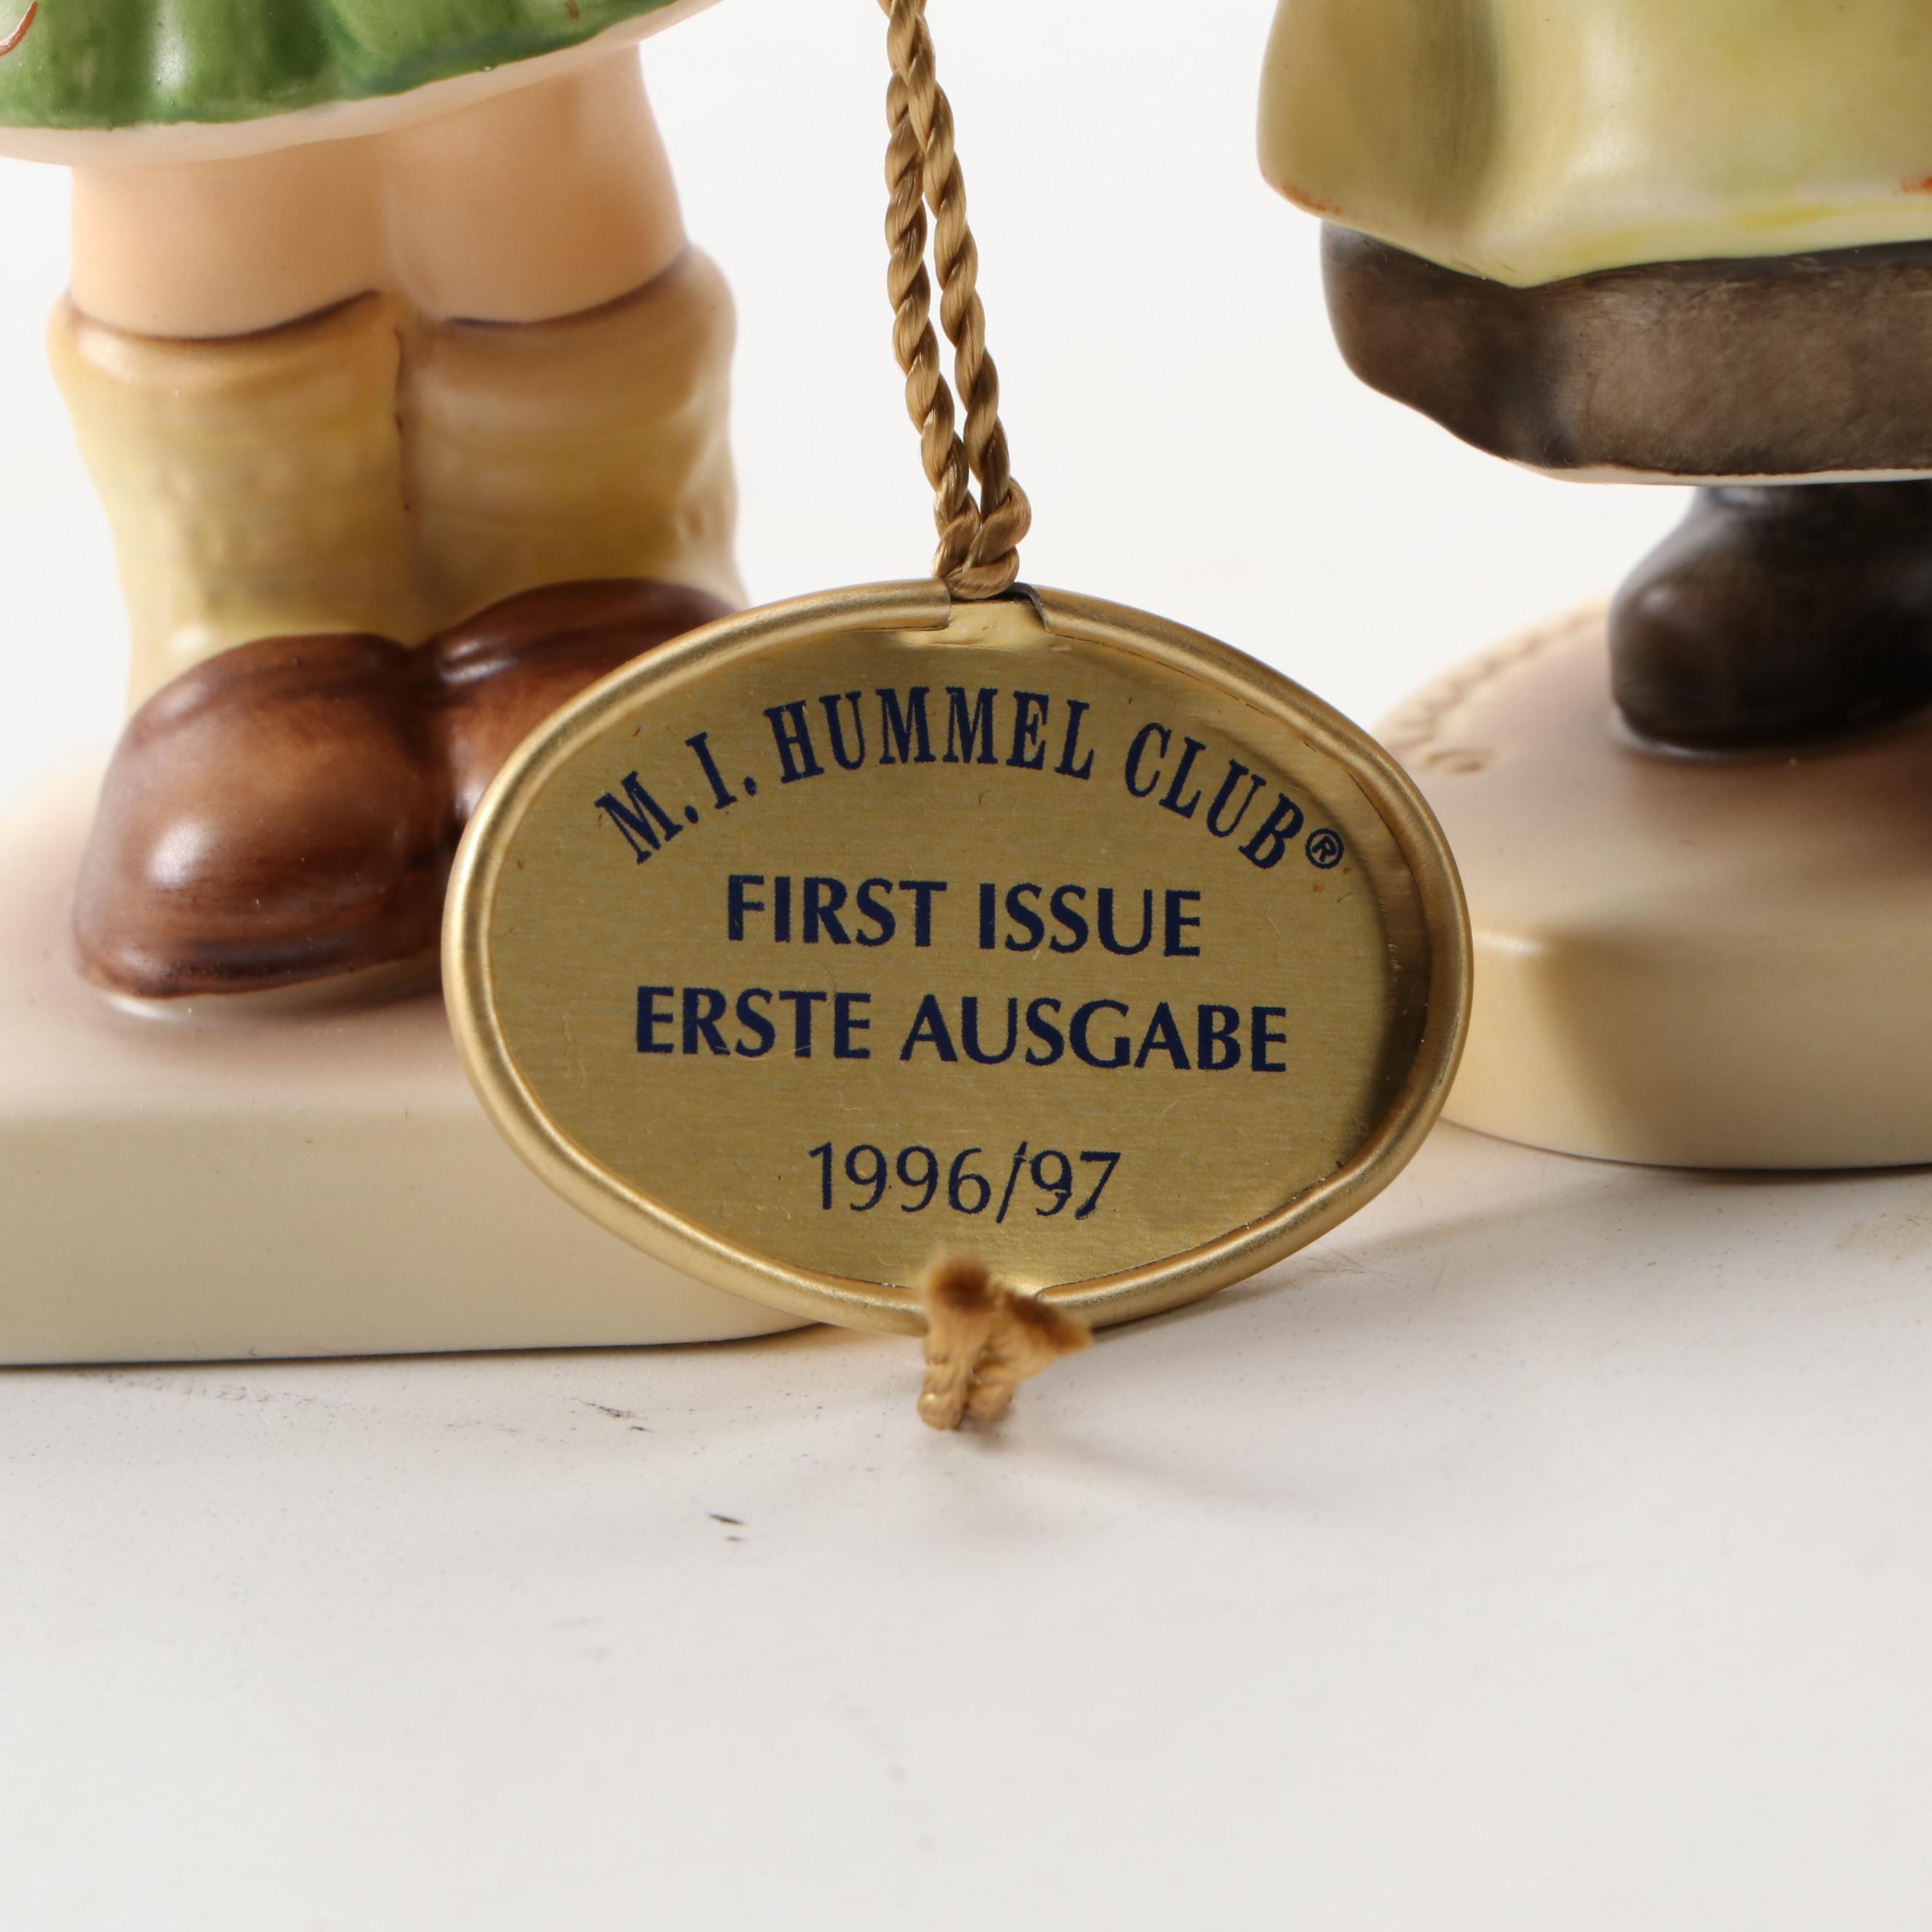 M. I. HUMMEL CLUB®
FIRST ISSUE
ERSTE AUSGABE
1996/97